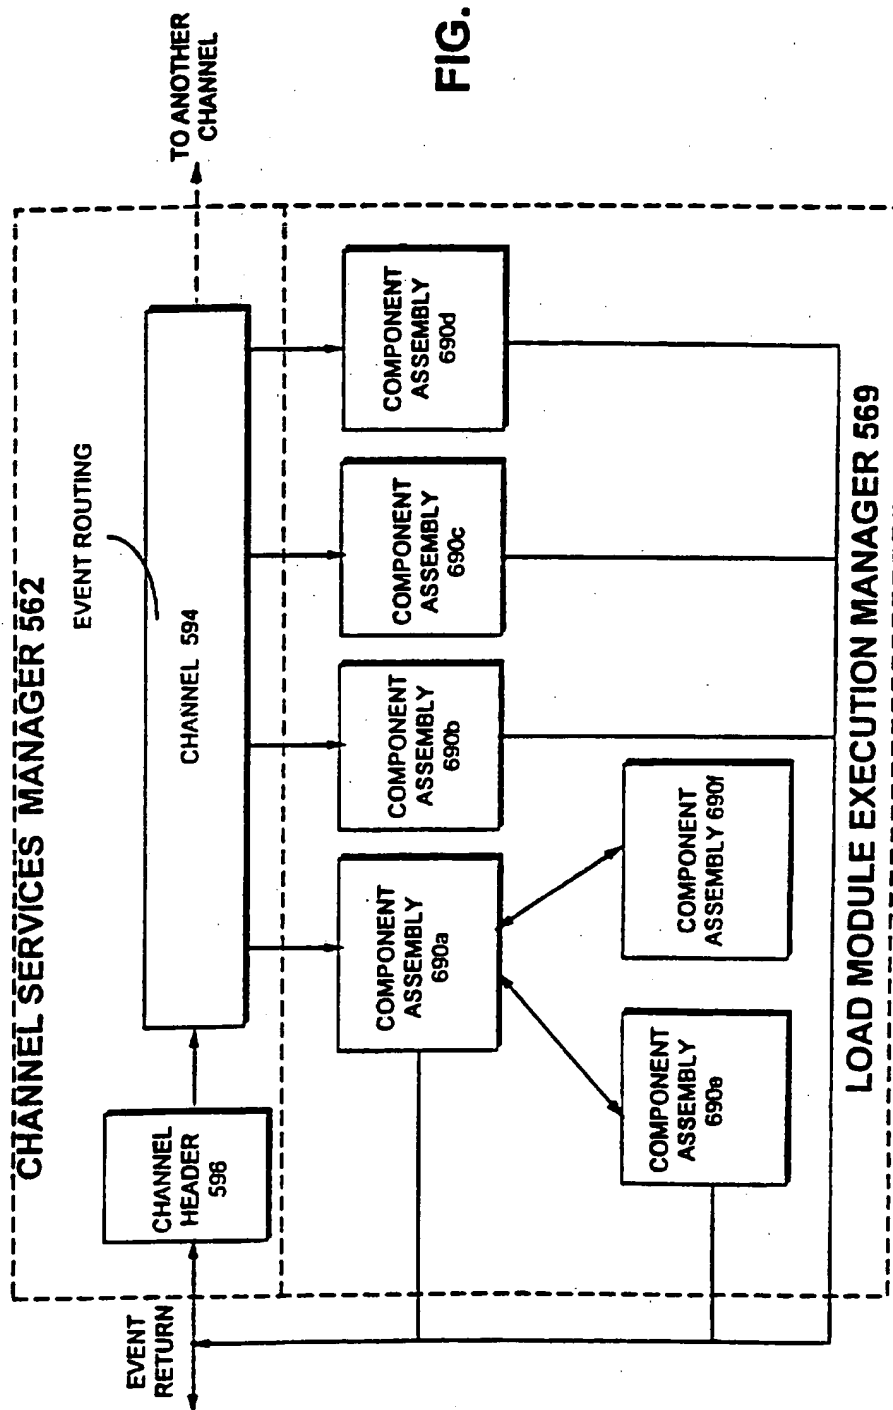 CHANNEL SERVICES MANAGER 562
EVENT ROUTING
TO ANOTHER
CHANNEL
EVENT
RETURN
CHANNEL
HEADER
596
CHANNEL 594
COMPONENT
ASSEMBLY
690a
COMPONENT
ASSEMBLY
690b
COMPONENT
ASSEMBLY
690c
COMPONENT
ASSEMBLY
690d
COMPONENT
ASSEMBLY
690e
COMPONENT
ASSEMBLY 690f
LOAD MODULE EXECUTION MANAGER 569
FIG.